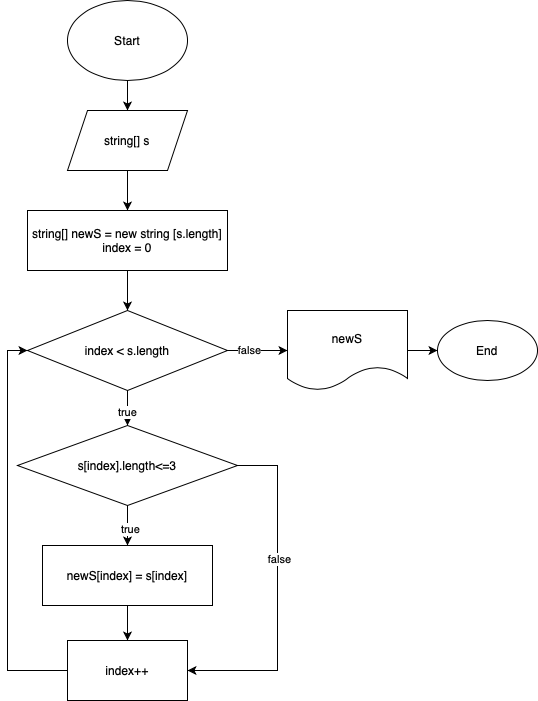 Start
string[] s
string[] newS = new string [s.length]
index = 0
index < s.length
false
newS
End
true
s[index].length<=3
true
false
newS[index] = s[index]
index++